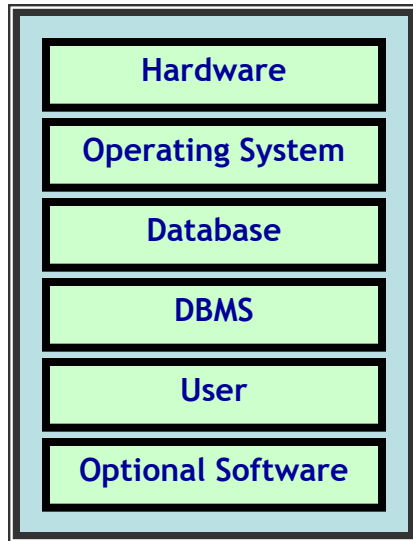 Hardware
Operating System
Database
DBMS
User
Optional Software